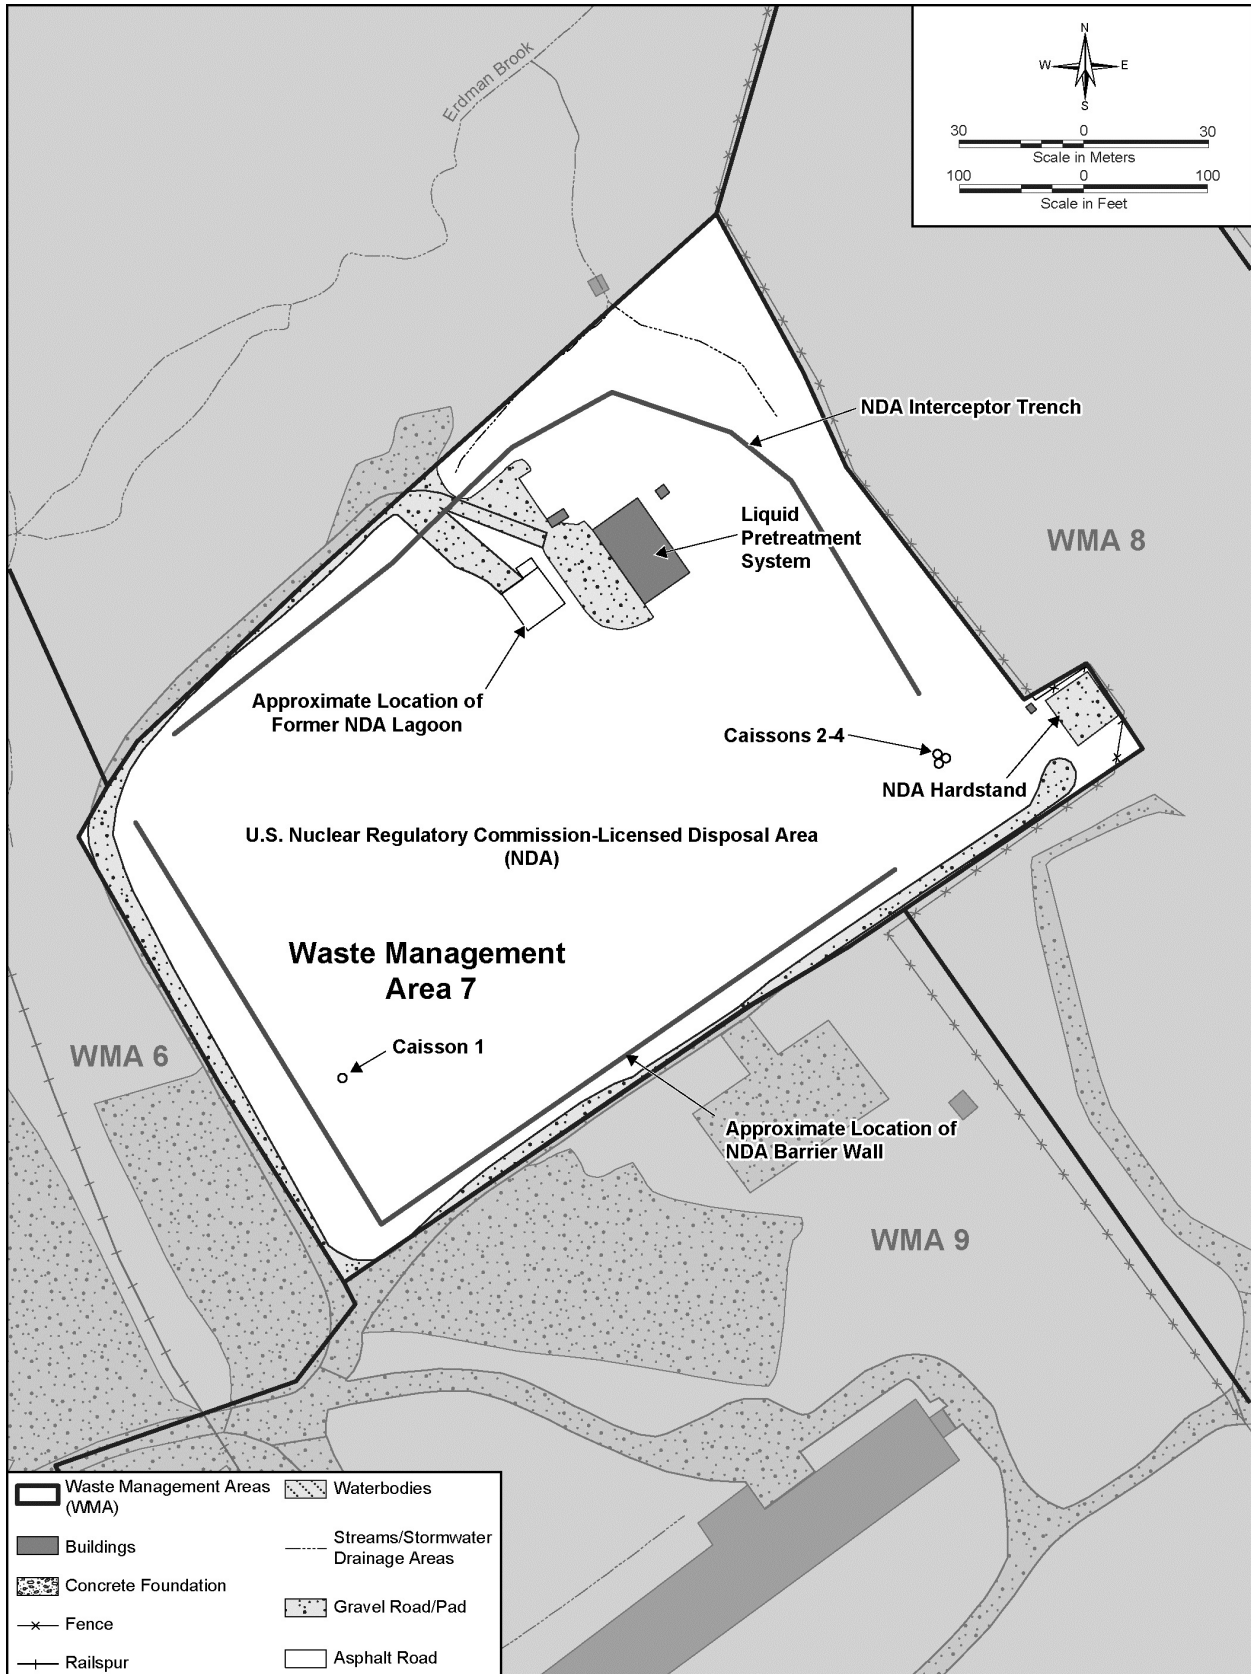 Erdman Brook
N
W E
S
30 0 30
Scale in Meters
100 0 100
Scale in Feet
NDA Interceptor Trench
Liquid
Pretreatment
System
WMA 8
Approximate Location of
Former NDA Lagoon
Caissons 2-4
NDA Hardstand
U.S. Nuclear Regulatory Commission-Licensed Disposal Area
(NDA)
Waste Management
Area 7
WMA 6
Caisson 1
Approximate Location of
NDA Barrier Wall
WMA 9
Waste Management Areas
(WMA)
Buildings
Concrete Foundation
Fence
Railspur
Waterbodies
Streams/Stormwater
Drainage Areas
Gravel Road/Pad
Asphalt Road